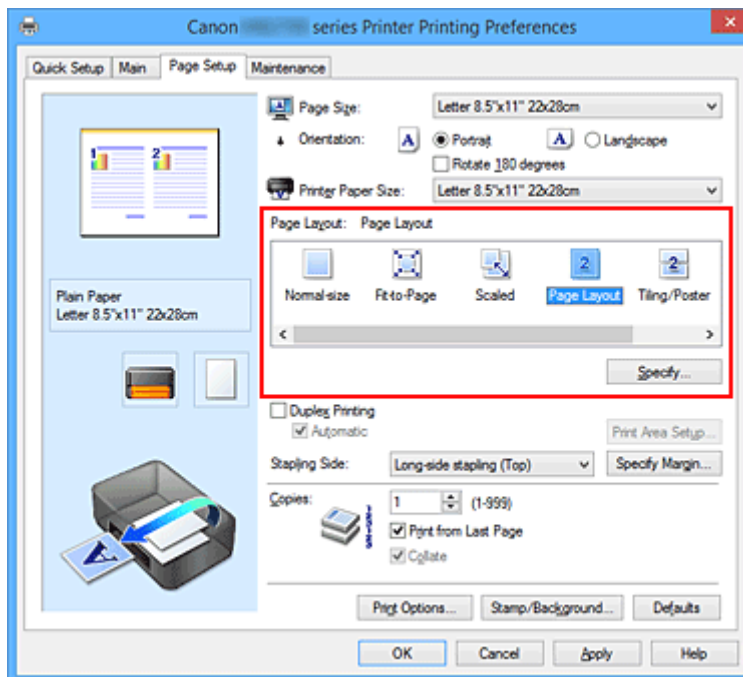 Canon series Printer Printing Preferences
Quick Setup Main Page Setup Maintenance
Page Size: Letter 8.5"x11" 22x28cm
Orientation: A Portrait A Landscape
Rotate 180 degrees
Printer Paper Size: Letter 8.5"x11" 22x28cm
Page Layout: Page Layout
Normal-size Fit-to-Page Scaled Page Layout Tiling/Poster
Specify...
1 2
Plain Paper
Letter 8.5"x11" 22x28cm
Duplex Printing
Automatic Print Area Setup...
Stapling Side: Long-side stapling (Top) Specify Margin...
Copies: 1 (1-999)
Print from Last Page
Collate
Print Options... Stamp/Background... Defaults
OK Cancel Apply Help